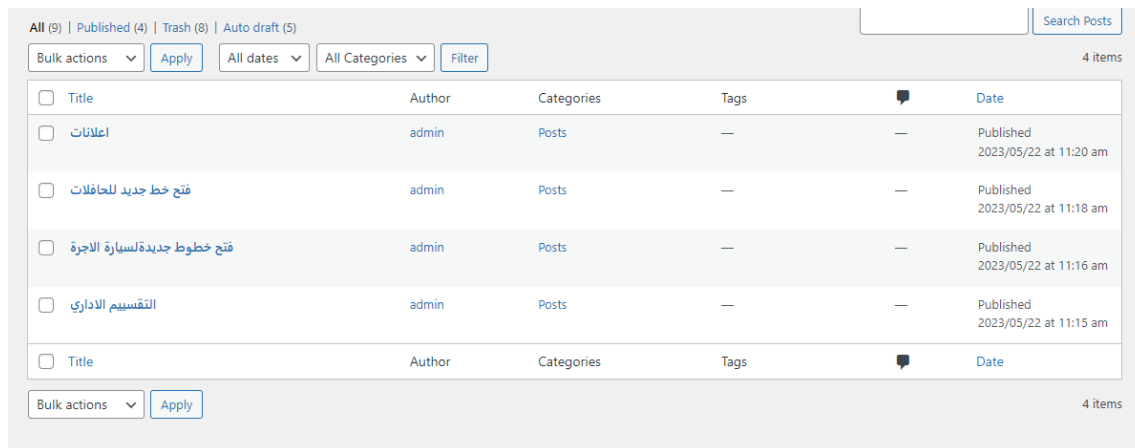 All (9) | Published (4) | Trash (8) | Auto draft (5)
Search Posts
Bulk actions Apply All dates All Categories Filter 4 items
Title Author Categories Tags Date
اعلانات admin Posts — — Published
2023/05/22 at 11:20 am
فتح خط جديد للحافلات admin Posts — — Published
2023/05/22 at 11:18 am
فتح خطوط جديدةلسيارة الاجرة admin Posts — — Published
2023/05/22 at 11:16 am
التقسييم الاداري admin Posts — — Published
2023/05/22 at 11:15 am
Title Author Categories Tags Date
Bulk actions Apply 4 items